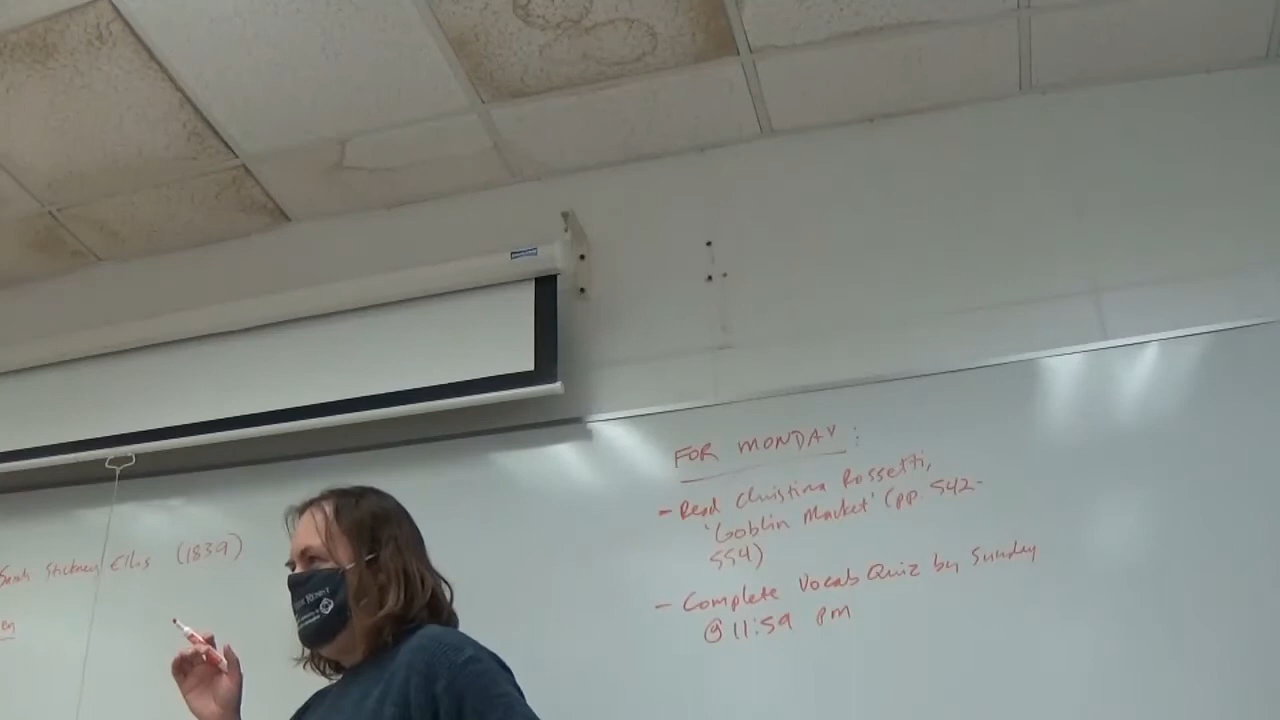 FOR MONDAY:
- Read Christina Rossetti,
'Goblin Market' (pp. 542-
554)
- Complete Vocab Quiz by Sunday
@ 11:59 PM
Sarah Stickney Ellis (1839)